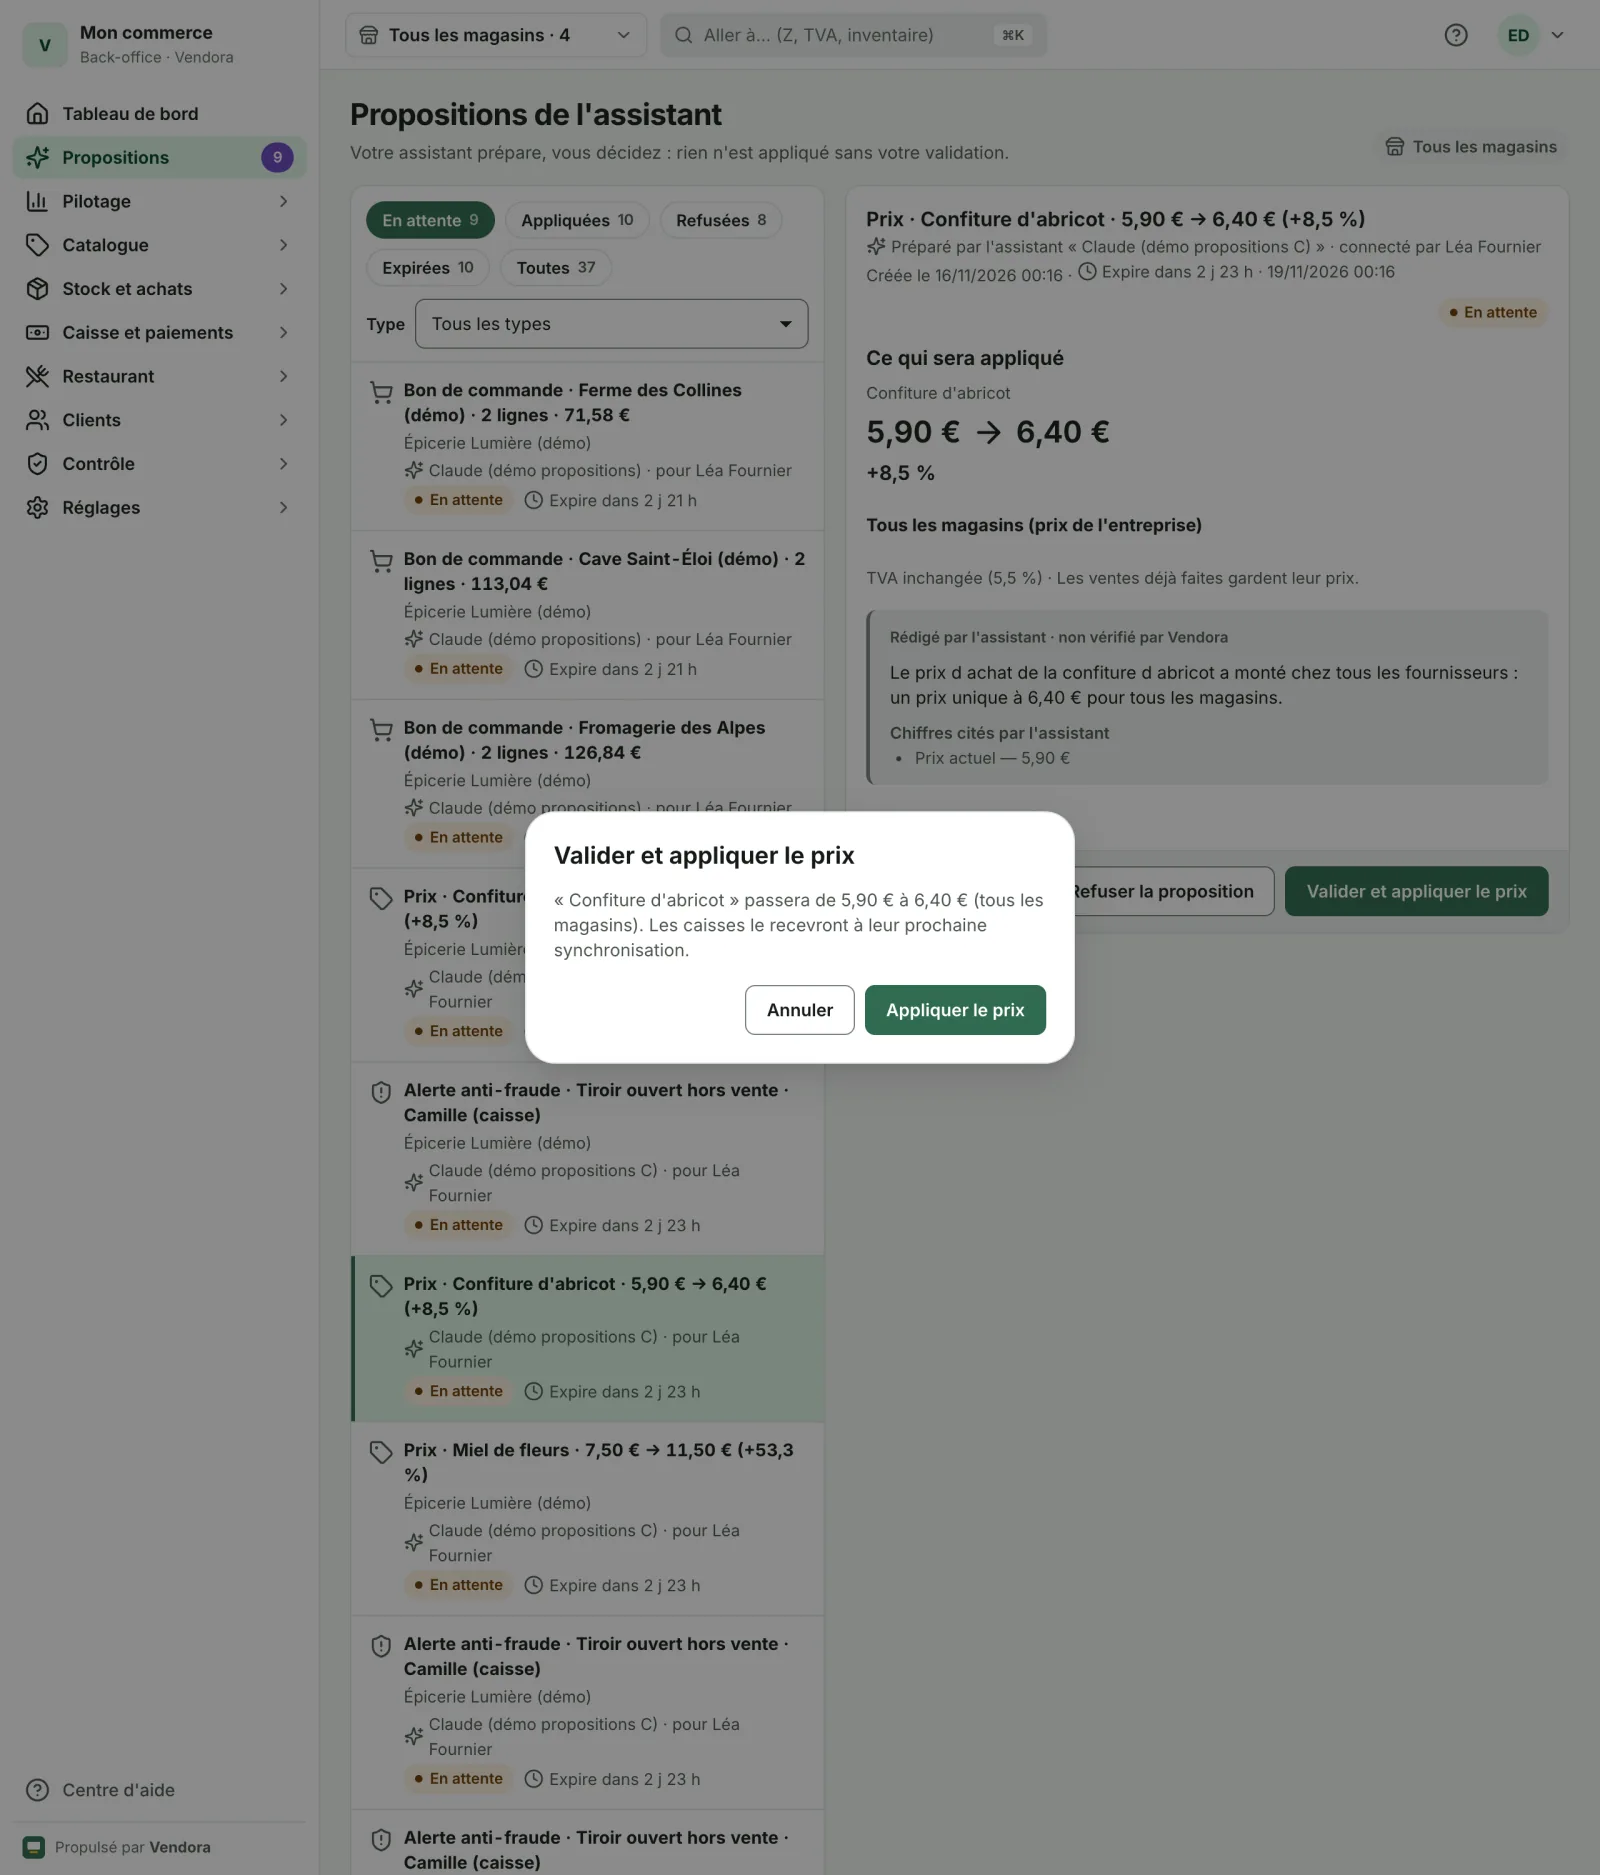 V
Mon commerce
Back-office · Vendora
Tableau de bord
Propositions 9
Pilotage
Catalogue
Stock et achats
Caisse et paiements
Restaurant
Clients
Contrôle
Réglages
Centre d'aide
Propulsé par Vendora
Tous les magasins · 4
Aller à... (Z, TVA, inventaire) ⌘K
ED
Propositions de l'assistant
Votre assistant prépare, vous décidez : rien n'est appliqué sans votre validation.
Tous les magasins
En attente 9
Appliquées 10
Refusées 8
Expirées 10
Toutes 37
Type
Tous les types
Bon de commande · Ferme des Collines
(démo) · 2 lignes · 71,58 €
Épicerie Lumière (démo)
Claude (démo propositions) · pour Léa Fournier
En attente
Expire dans 2 j 21 h
Bon de commande · Cave Saint-Éloi (démo) · 2
lignes · 113,04 €
Épicerie Lumière (démo)
Claude (démo propositions) · pour Léa Fournier
En attente
Expire dans 2 j 21 h
Bon de commande · Fromagerie des Alpes
(démo) · 2 lignes · 126,84 €
Épicerie Lumière (démo)
Claude (démo propositions) · pour Léa Fournier
En attente
Prix · Confiture
(+8,5 %)
Épicerie
Claude
Fournier
En attente
Alerte anti-fraude · Tiroir ouvert hors vente ·
Camille (caisse)
Épicerie Lumière (démo)
Claude (démo propositions C) · pour Léa
Fournier
En attente
Expire dans 2 j 23 h
Prix · Confiture d'abricot · 5,90 € → 6,40 €
(+8,5 %)
Claude (démo propositions C) · pour Léa
Fournier
En attente
Expire dans 2 j 23 h
Prix · Miel de fleurs · 7,50 € → 11,50 € (+53,3
%)
Épicerie Lumière (démo)
Claude (démo propositions C) · pour Léa
Fournier
En attente
Expire dans 2 j 23 h
Alerte anti-fraude · Tiroir ouvert hors vente ·
Camille (caisse)
Épicerie Lumière (démo)
Claude (démo propositions C) · pour Léa
Fournier
En attente
Expire dans 2 j 23 h
Alerte anti-fraude · Tiroir ouvert hors vente ·
Camille (caisse)
Prix · Confiture d'abricot · 5,90 € → 6,40 € (+8,5 %)
Préparé par l'assistant « Claude (démo propositions C) » · connecté par Léa Fournier
Créée le 16/11/2026 00:16 · Expire dans 2 j 23 h · 19/11/2026 00:16
En attente
Ce qui sera appliqué
Confiture d'abricot
5,90 € → 6,40 €
+8,5 %
Tous les magasins (prix de l'entreprise)
TVA inchangée (5,5 %) · Les ventes déjà faites gardent leur prix.
Rédigé par l'assistant · non vérifié par Vendora
Le prix d achat de la confiture d abricot a monté chez tous les fournisseurs :
un prix unique à 6,40 € pour tous les magasins.
Chiffres cités par l'assistant
• Prix actuel — 5,90 €
Refuser la proposition
Valider et appliquer le prix
Valider et appliquer le prix
« Confiture d'abricot » passera de 5,90 € à 6,40 € (tous les
magasins). Les caisses le recevront à leur prochaine
synchronisation.
Annuler
Appliquer le prix